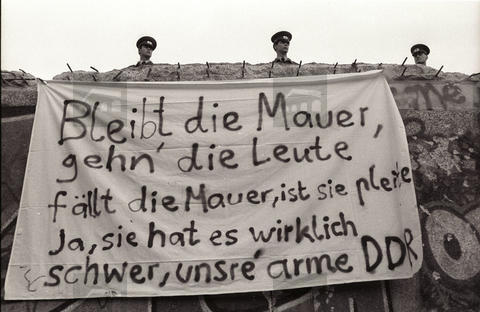 Bleibt die Mauer,
gehn' die Leute
fällt die Mauer, ist sie pleite
Ja, sie hat es wirklich
schwer, unsre' arme DDR